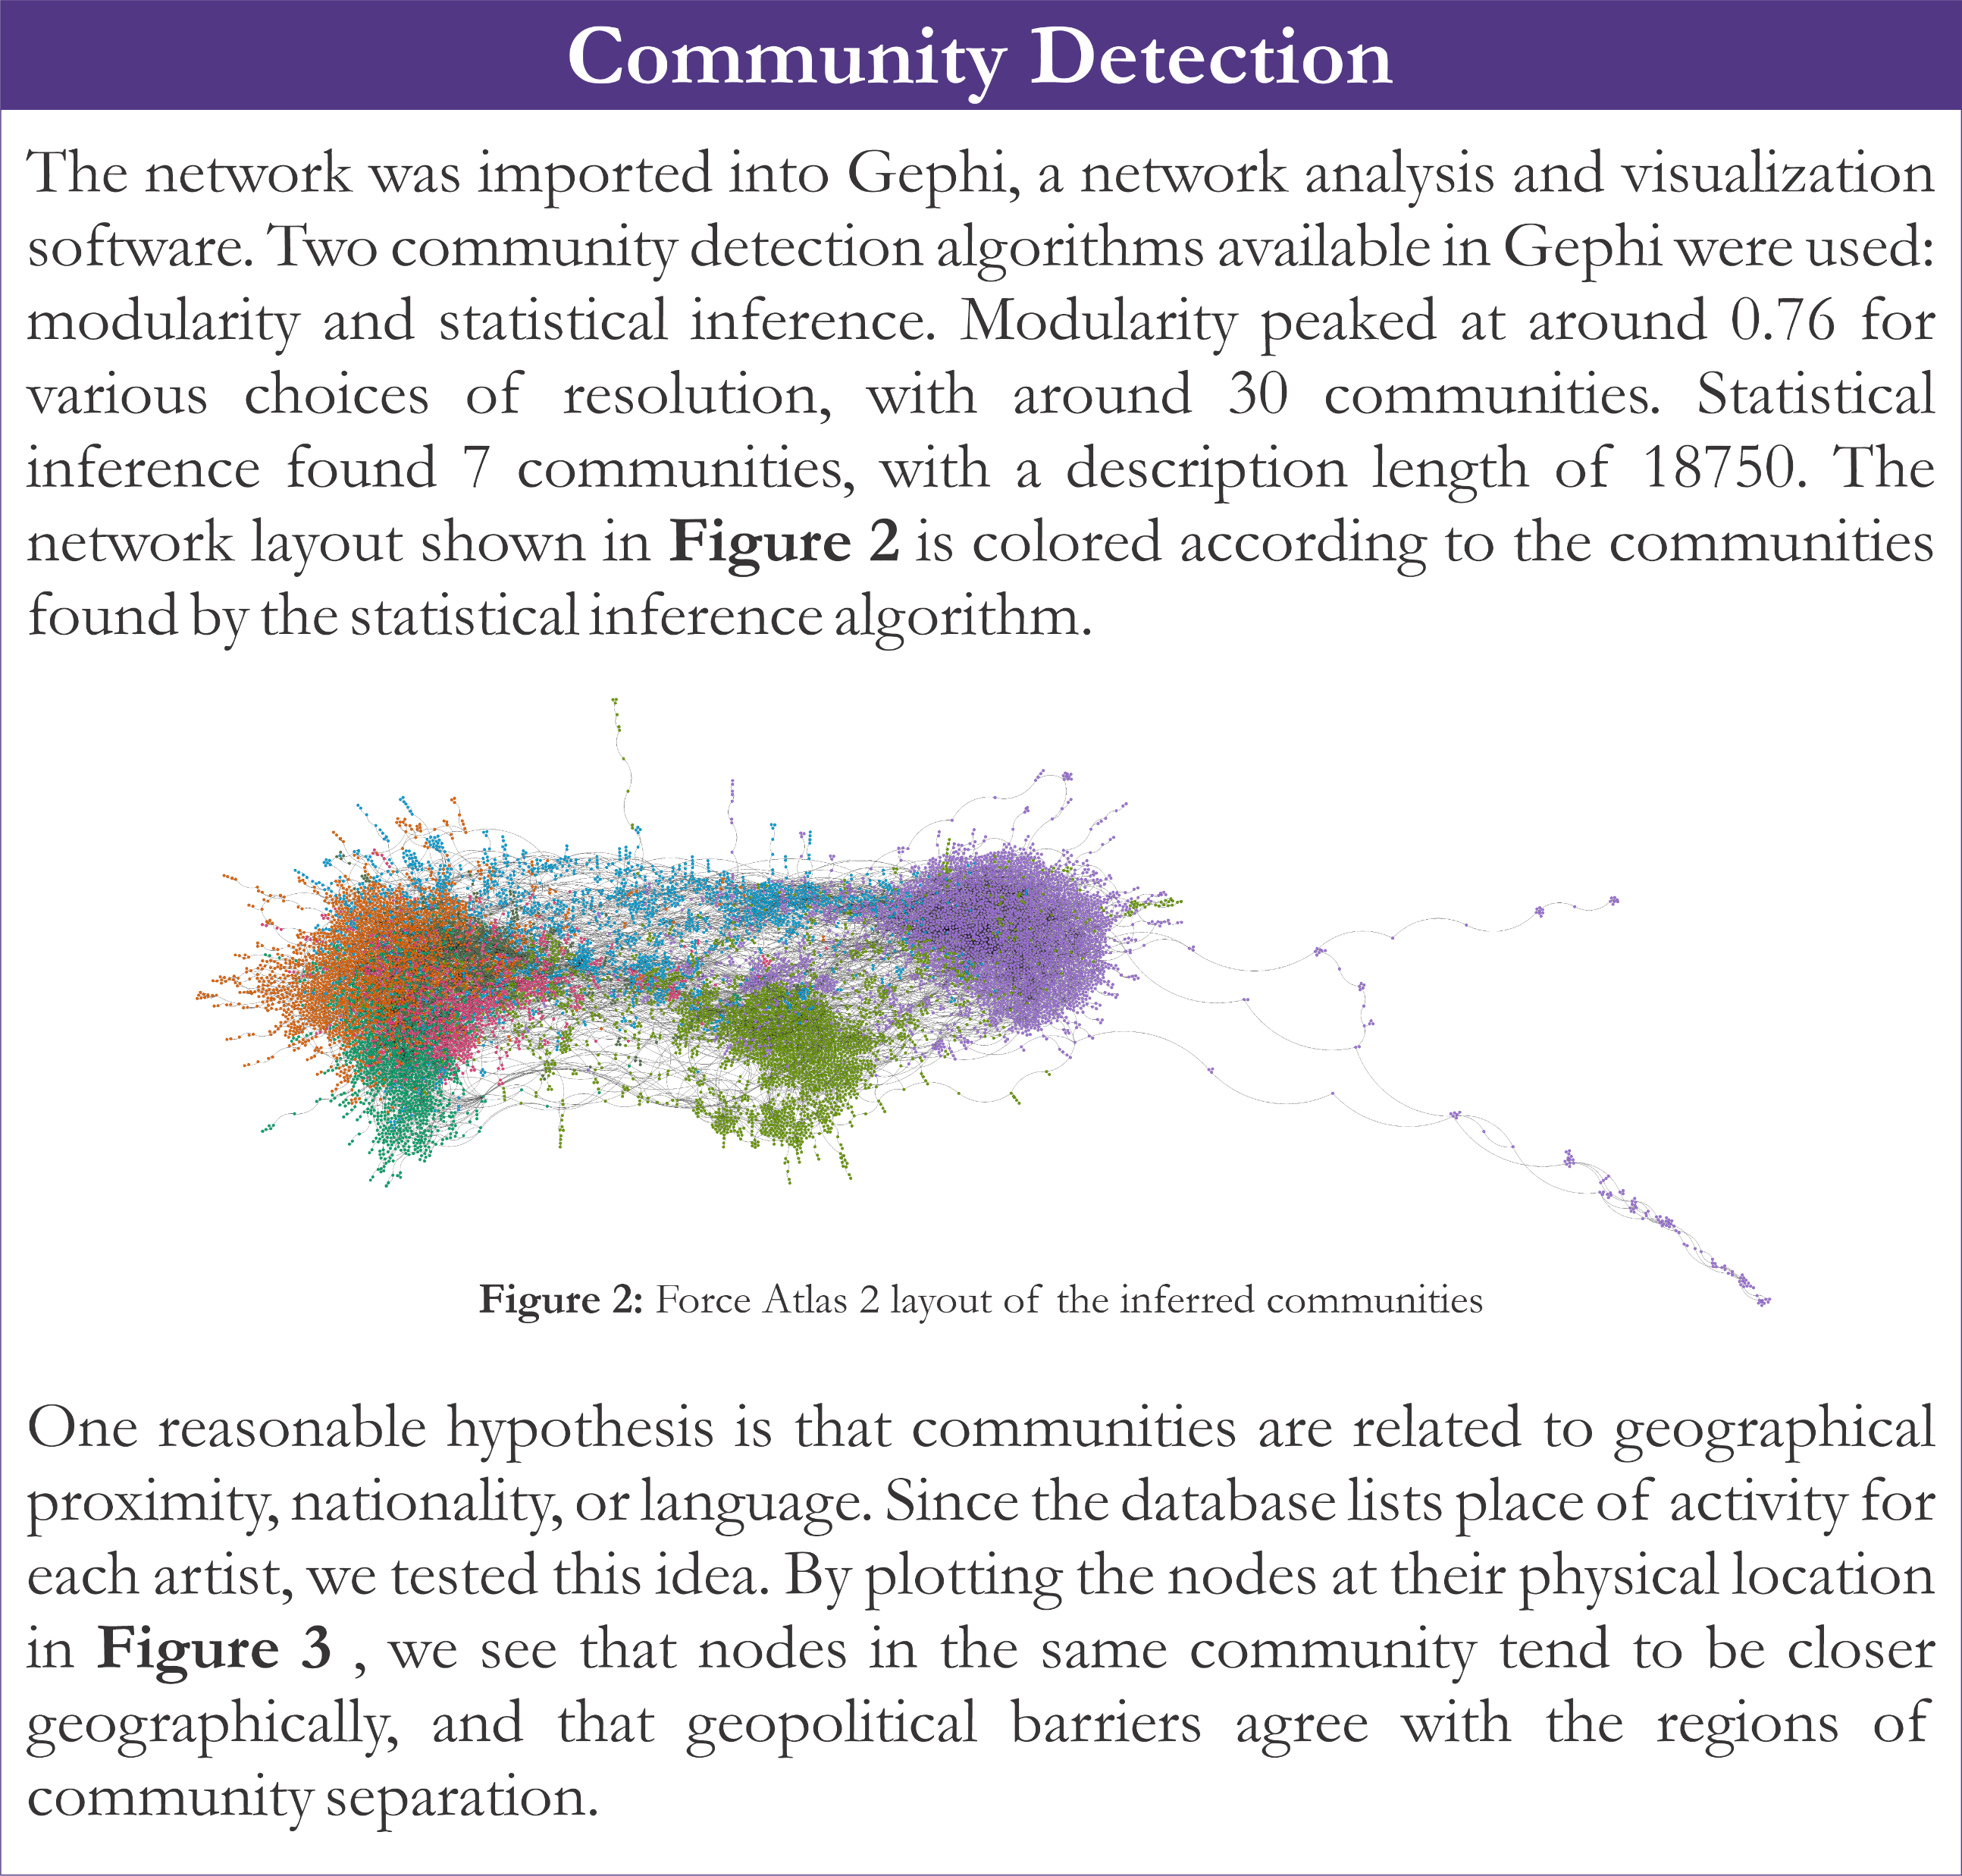 Community Detection
The network was imported into Gephi, a network analysis and visualization
software. Two community detection algorithms available in Gephi were used:
modularity and statistical inference. Modularity peaked at around 0.76 for
various choices of resolution, with around 30 communities. Statistical
inference found 7 communities, with a description length of 18750. The
network layout shown in Figure 2 is colored according to the communities
found by the statistical inference algorithm.
Figure 2: Force Atlas 2 layout of the inferred communities
One reasonable hypothesis is that communities are related to geographical
proximity, nationality, or language. Since the database lists place of activity for
each artist, we tested this idea. By plotting the nodes at their physical location
in Figure 3 , we see that nodes in the same community tend to be closer
geographically, and that geopolitical barriers agree with the regions of
community separation.